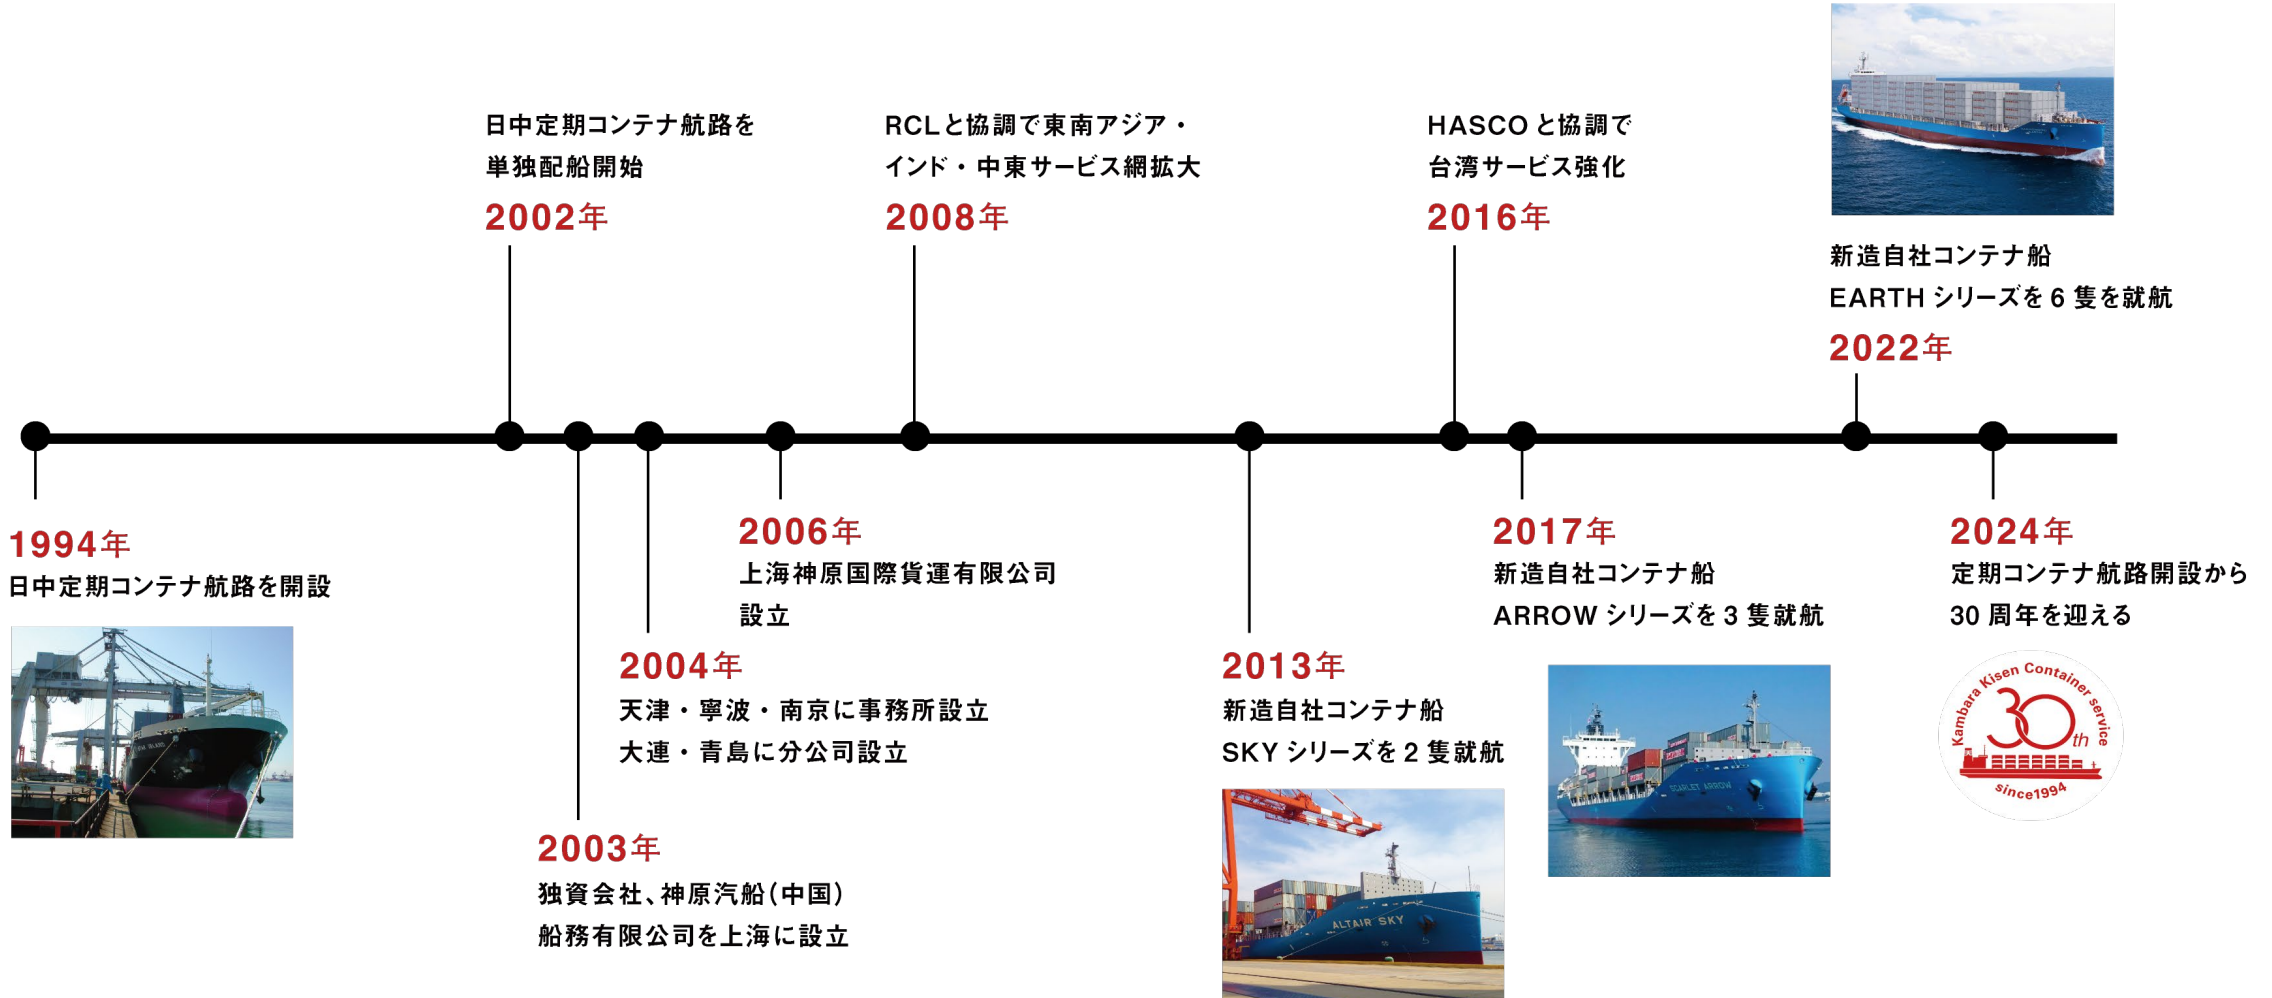 日中定期コンテナ航路を
単独配船開始
2002年
RCLと協調で東南アジア・
インド・中東サービス網拡大
2008年
HASCOと協調で
台湾サービス強化
2016年
新造自社コンテナ船
EARTHシリーズを6隻を就航
2022年
1994年
日中定期コンテナ航路を開設
2003年
独資会社、神原汽船(中国)
船務有限公司を上海に設立
2004年
天津・寧波・南京に事務所設立
大連・青島に分公司設立
2006年
上海神原国際貨運有限公司
設立
2013年
新造自社コンテナ船
SKYシリーズを2隻就航
ALTAIR SKY
2017年
新造自社コンテナ船
ARROWシリーズを3隻就航
SCARLET ARROW
2024年
定期コンテナ航路開設から
30周年を迎える
Kambara Kisen Container service
30th
since1994